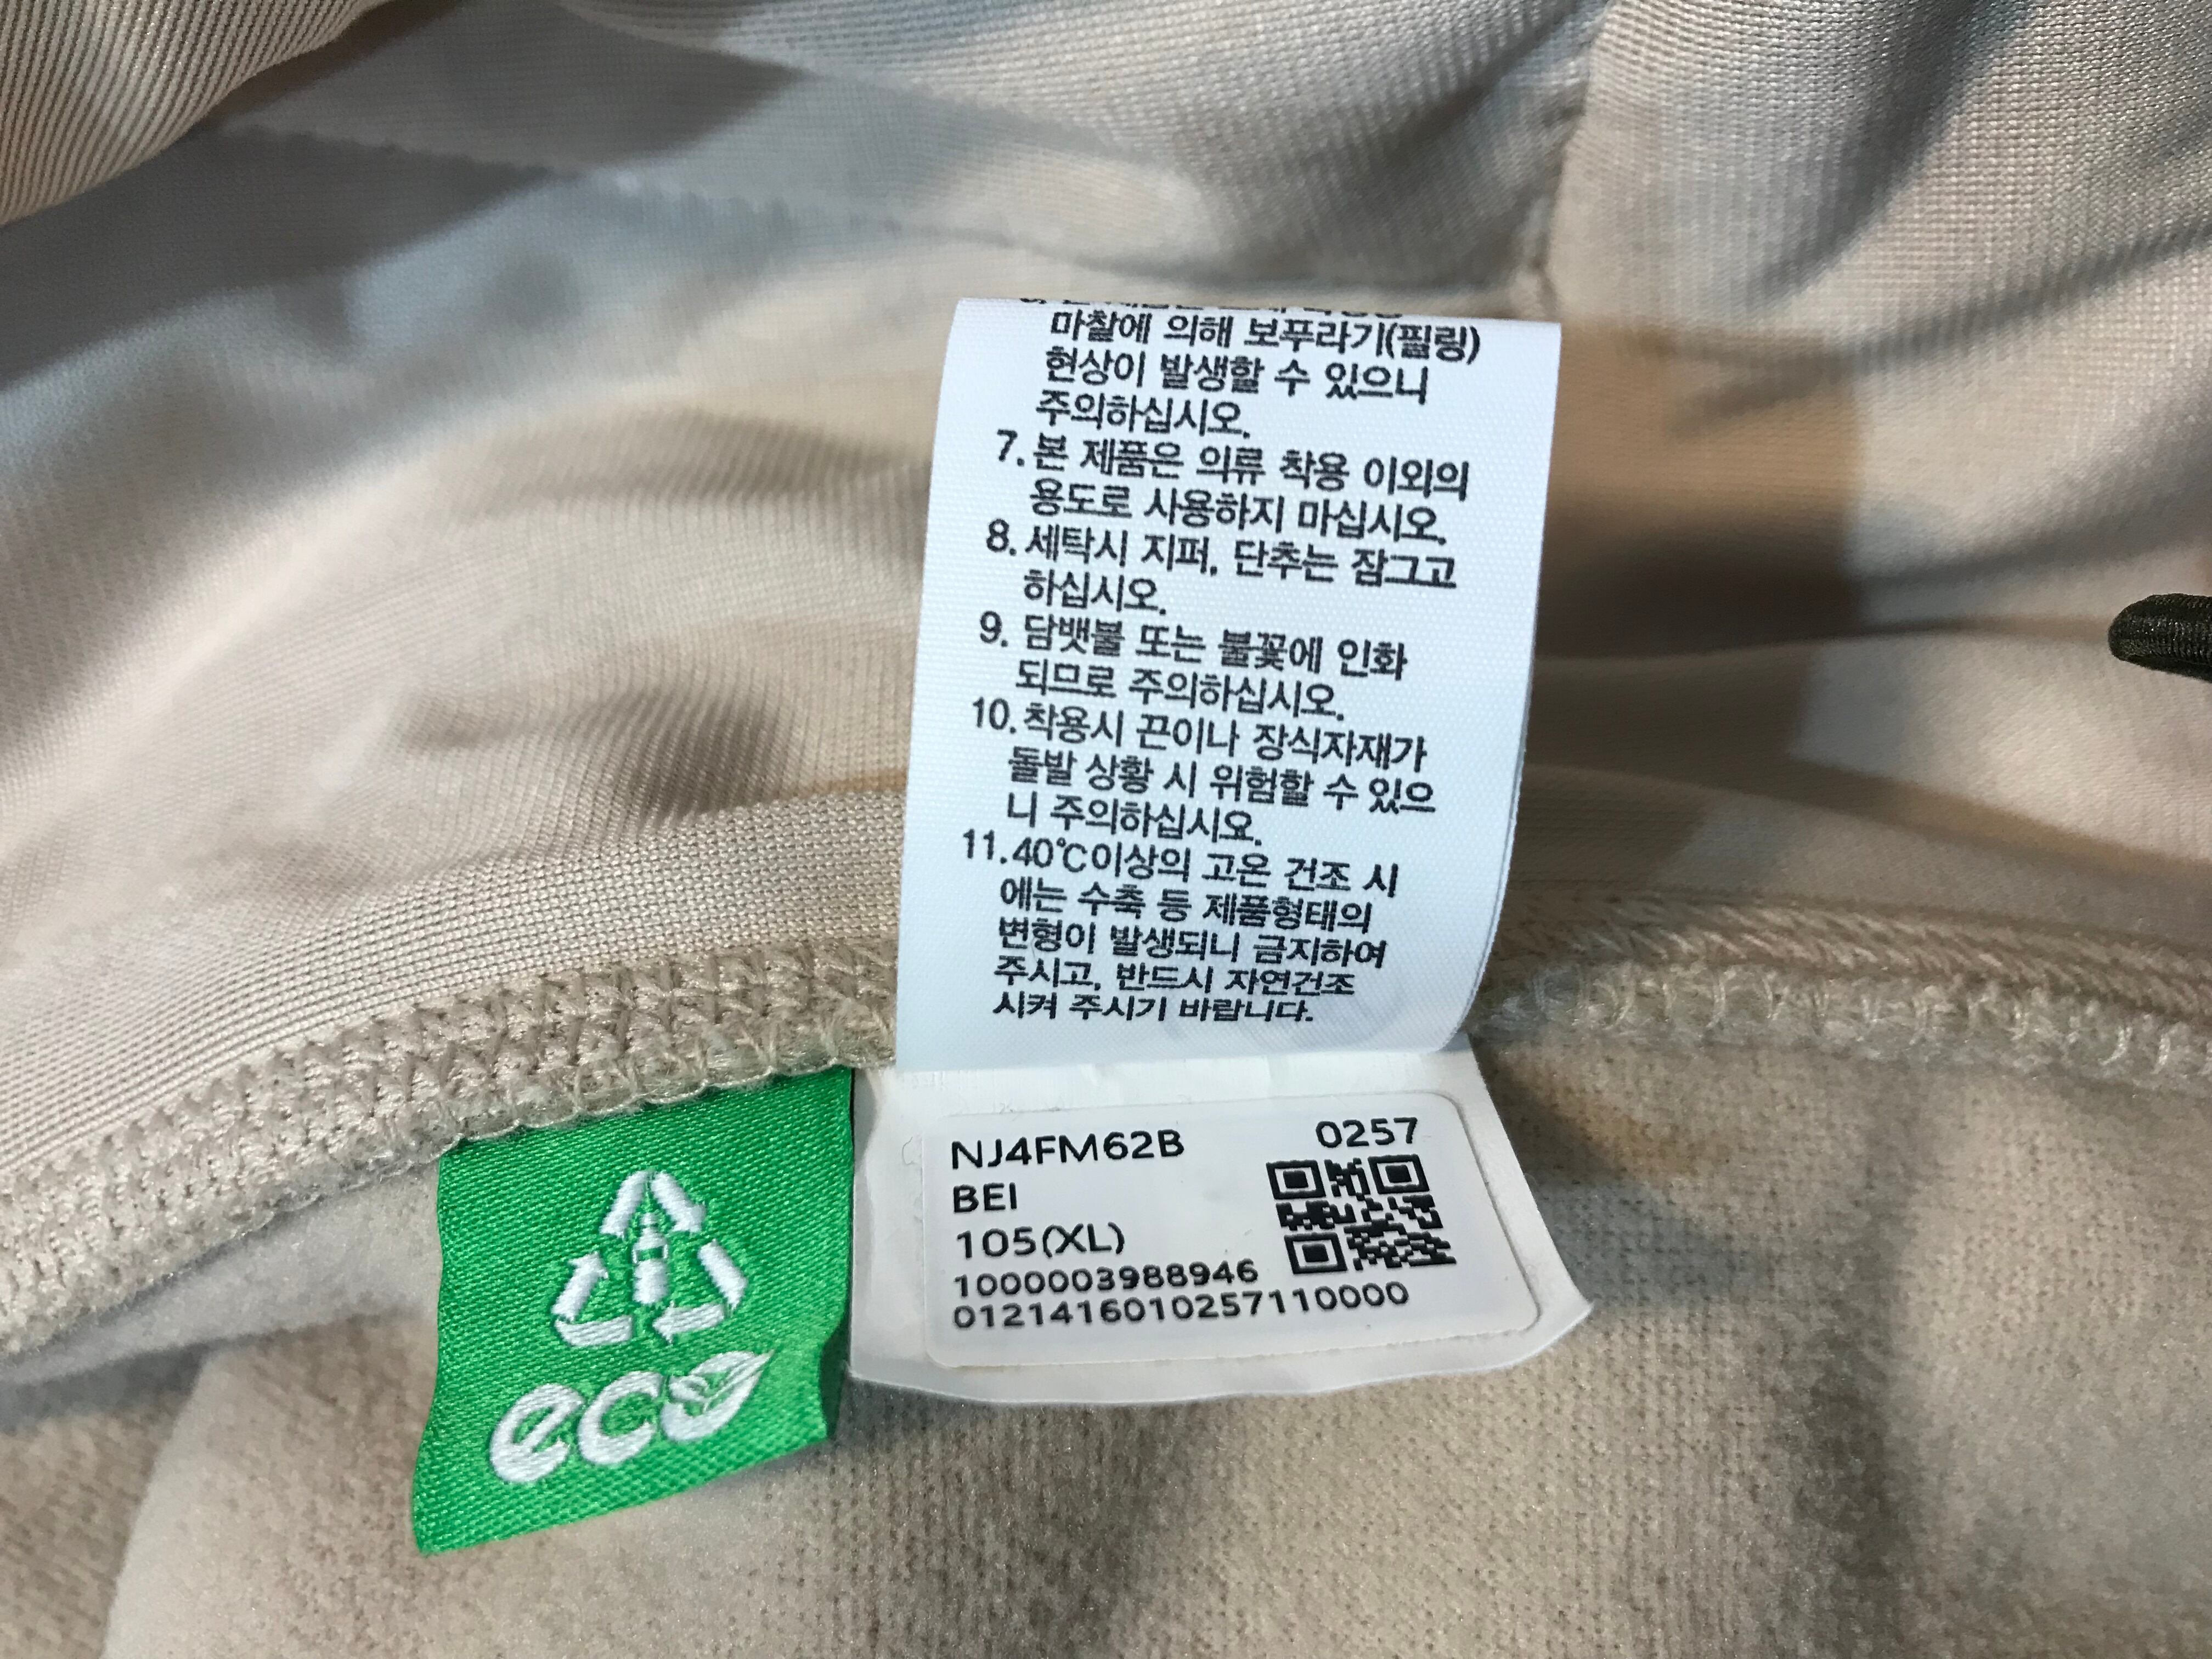 마찰에 의해 보푸라기(필링)
현상이 발생할 수 있으니
주의하십시오.
7. 본 제품은 의류 착용 이외의
용도로 사용하지 마십시오.
8. 세탁시 지퍼, 단추는 잠그고
하십시오.
9. 담뱃불 또는 불꽃에 인화
되므로 주의하십시오.
10. 착용시 끈이나 장식자재가
돌발 상황 시 위험할 수 있으
니 주의하십시오.
11. 40℃이상의 고온 건조 시
에는 수축 등 제품형태의
변형이 발생되니 금지하여
주시고, 반드시 자연건조
시켜 주시기 바랍니다.
NJ4FM62B 0257
BEI
105(XL)
1000003988946
0121416010257110000
eco